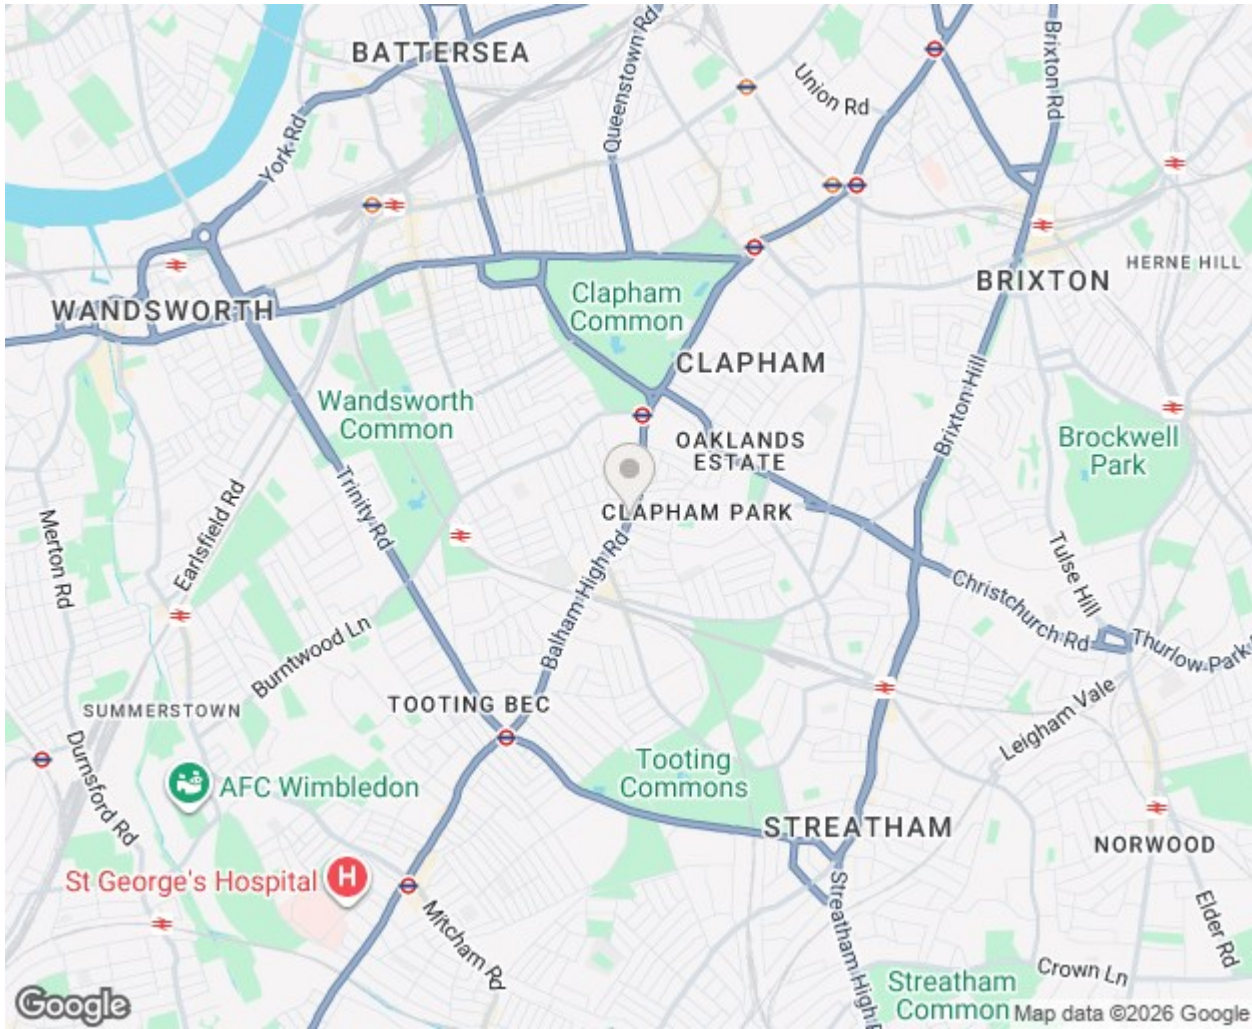 BATTERSEA
Queenstown Rd
Union Rd
Brixton Rd
York Rd
WANDSWORTH
Clapham
Common
BRIXTON
HERNE HILL
CLAPHAM
Wandsworth
Common
OAKLANDS
ESTATE
Brixton Hill
Brockwell
Park
Merton Rd
Earlsfield Rd
Trinity Rd
CLAPHAM PARK
Balham High Rd
Tulse Hill
Christchurch Rd
Thurlow Park
Burntwood Ln
SUMMERSTOWN
TOOTING BEC
Leigham Vale
Durnsford Rd
AFC Wimbledon
Tooting
Commons
STREATHAM
NORWOOD
St George's Hospital
H
Mitcham Rd
Streatham High
Elder Rd
Crown Ln
Streatham
Common
Google
Map data ©2026 Google